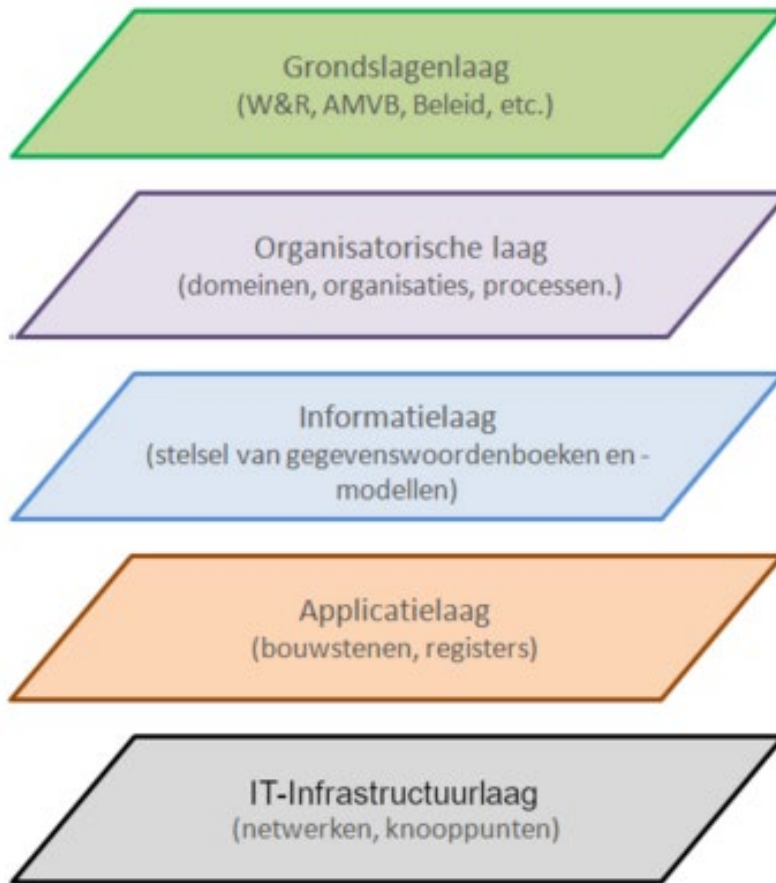 Grondslagenlaag
(W&R, AMVB, Beleid, etc.)
Organisatorische laag
(domeinen, organisaties, processen.)
Informatielaag
(stelsel van gegevenswoordenboeken en -
modellen)
Applicatielaag
(bouwstenen, registers)
IT-Infrastructuurlaag
(netwerken, knooppunten)